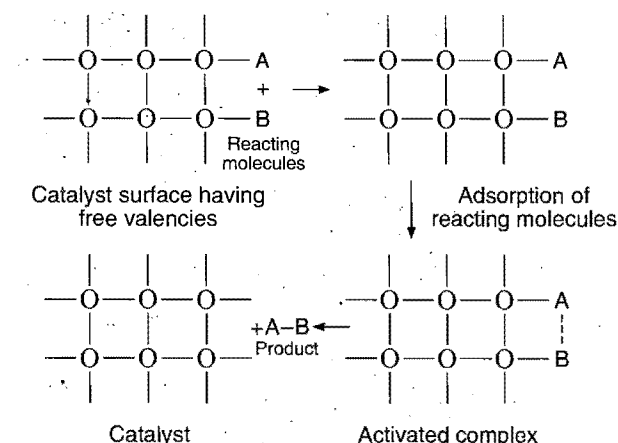 O O O A
+
O O O B
Reacting
molecules
Catalyst surface having
free valencies
O O O A
O O O B
Adsorption of
reacting molecules
O O O
O O O
+A–B
Product
Catalyst
O O O A
O O O B
Activated complex